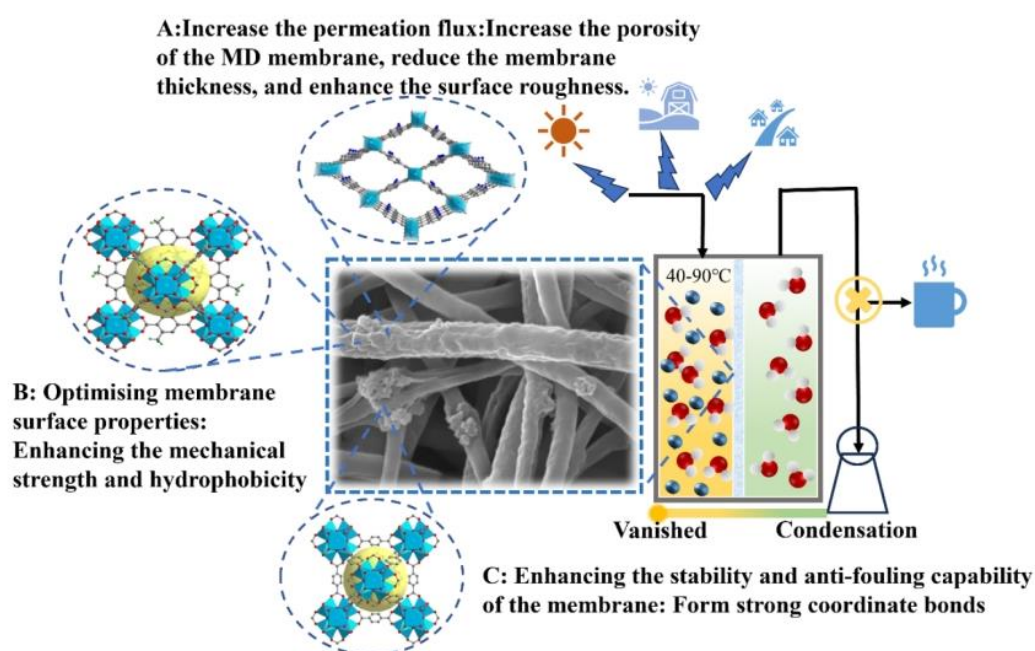 A:Increase the permeation flux:Increase the porosity
of the MD membrane, reduce the membrane
thickness, and enhance the surface roughness.
40-90℃
B: Optimising membrane
surface properties:
Enhancing the mechanical
strength and hydrophobicity
Vanished
Condensation
C: Enhancing the stability and anti-fouling capability
of the membrane: Form strong coordinate bonds